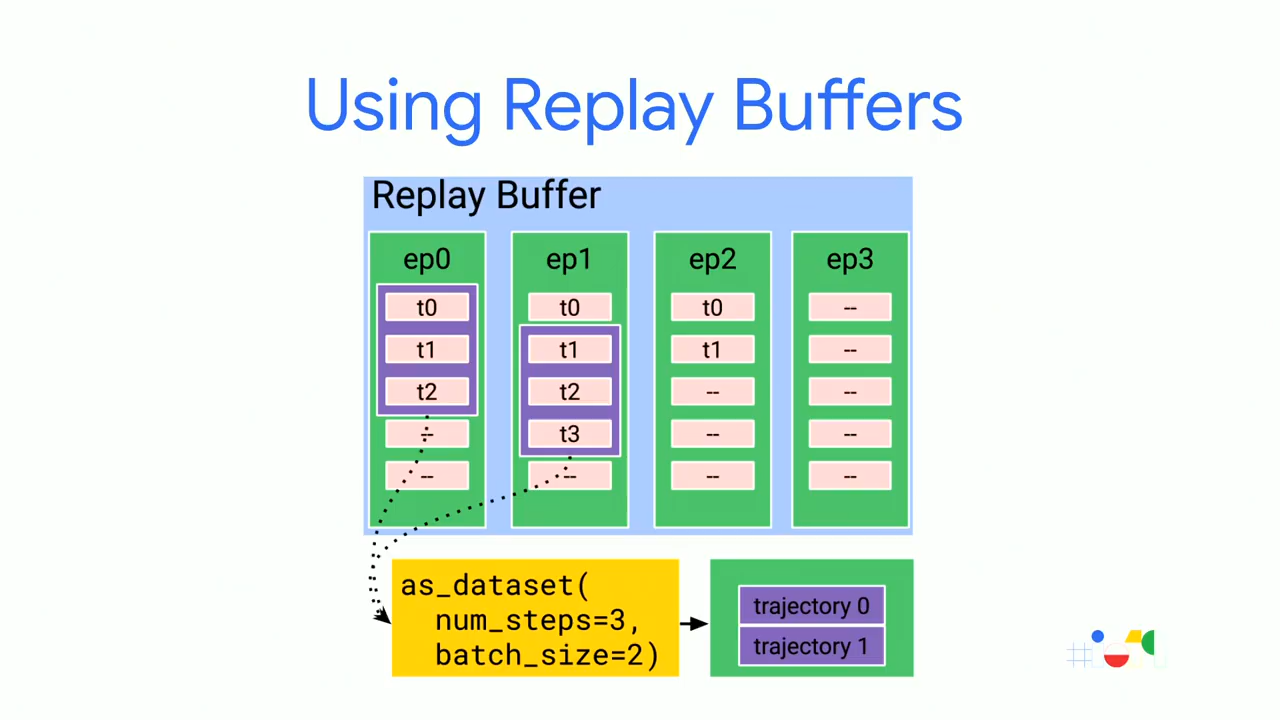 Using Replay Buffers
Replay Buffer
ep0 ep1 ep2 ep3
t0 t0 t0 --
t1 t1 t1 --
t2 t2 -- --
-- t3 -- --
-- -- -- --
as_dataset(
num_steps=3,
batch_size=2)
trajectory 0
trajectory 1